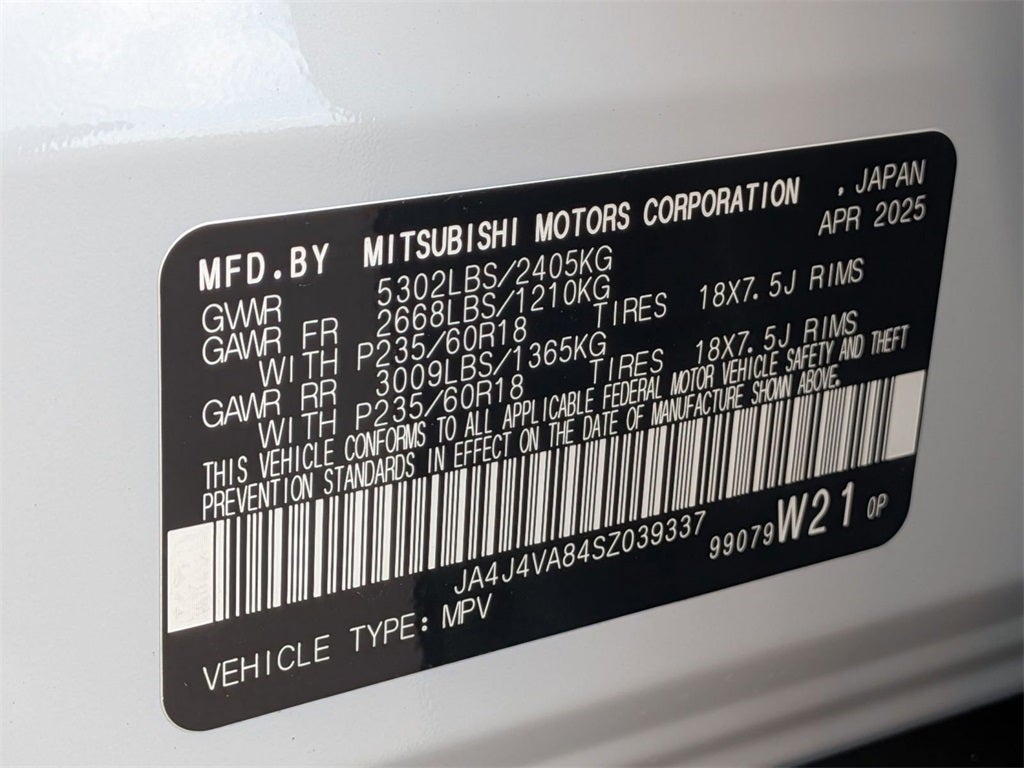 MFD.BY MITSUBISHI MOTORS CORPORATION , JAPAN
APR 2025
GVWR 5302LBS/2405KG
GAWR FR 2668LBS/1210KG
WITH P235/60R18 TIRES 18X7.5J RIMS
GAWR RR 3009LBS/1365KG
WITH P235/60R18 TIRES 18X7.5J RIMS
THIS VEHICLE CONFORMS TO ALL APPLICABLE FEDERAL MOTOR VEHICLE SAFETY AND THEFT
PREVENTION STANDARDS IN EFFECT ON THE DATE OF MANUFACTURE SHOWN ABOVE.
JA4J4VA84SZ039337 99079 W21 0P
VEHICLE TYPE: MPV